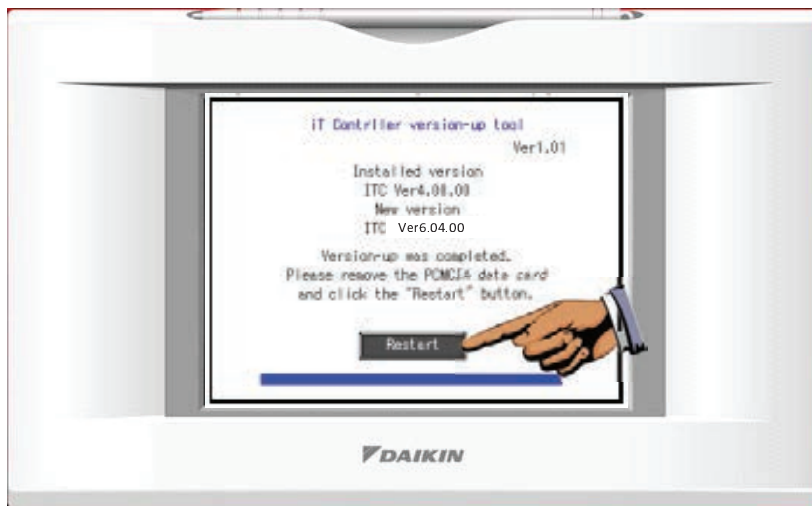 iT Contrller version-up tool
Ver1.01
Installed version
ITC Ver4.00.00
New version
ITC Ver6.04.00
Version-up was completed.
Please remove the PCMCIA data card
and click the "Restart" button.
Restart
DAIKIN